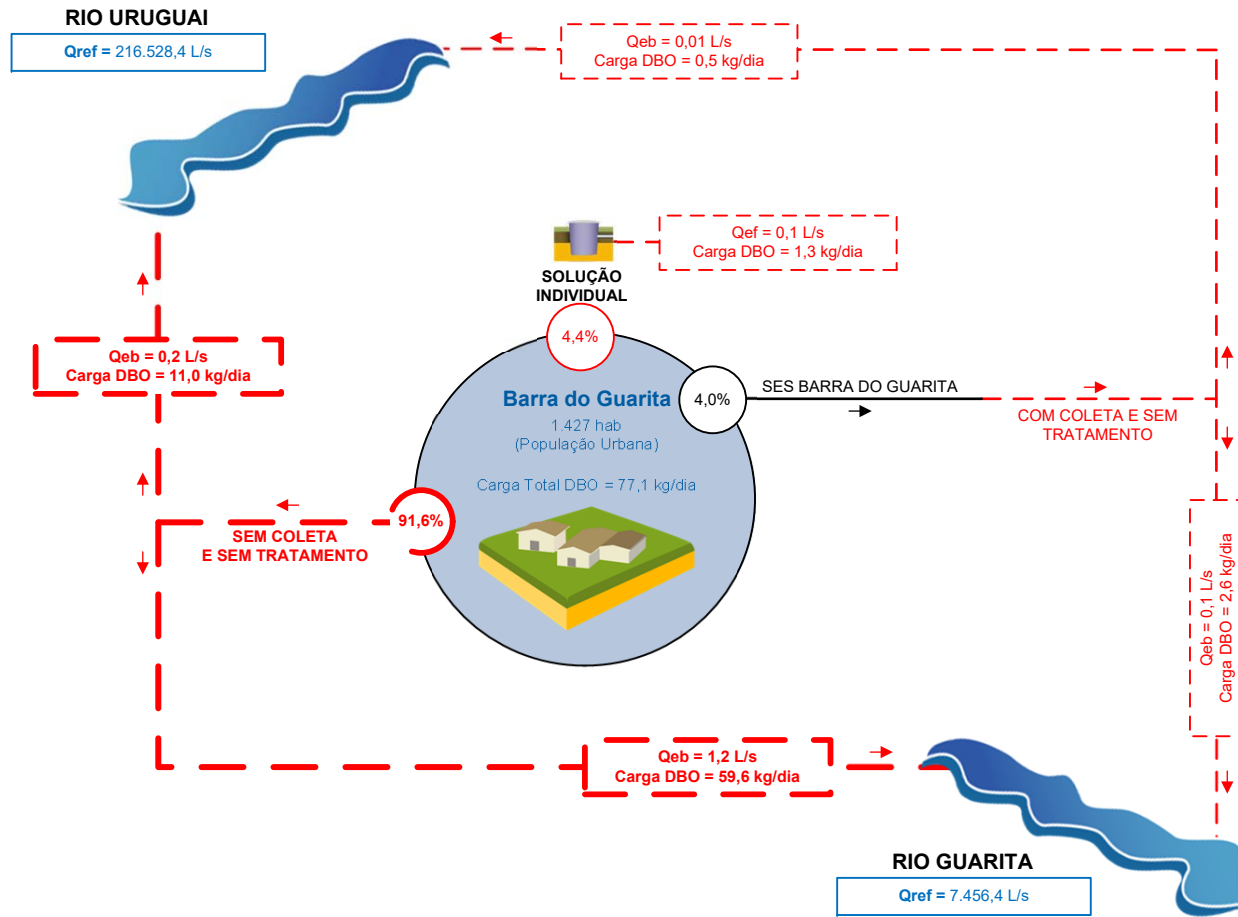 RIO URUGUAI
Qref = 216.528,4 L/s
Qeb = 0,01 L/s
Carga DBO = 0,5 kg/dia
Qef = 0,1 L/s
Carga DBO = 1,3 kg/dia
SOLUÇÃO
INDIVIDUAL
4,4%
Qeb = 0,2 L/s
Carga DBO = 11,0 kg/dia
Barra do Guarita
1.427 hab
(População Urbana)
Carga Total DBO = 77,1 kg/dia
4,0%
SES BARRA DO GUARITA
COM COLETA E SEM
TRATAMENTO
91,6%
SEM COLETA
E SEM TRATAMENTO
Qeb = 0,1 L/s
Carga DBO = 2,6 kg/dia
Qeb = 1,2 L/s
Carga DBO = 59,6 kg/dia
RIO GUARITA
Qref = 7.456,4 L/s